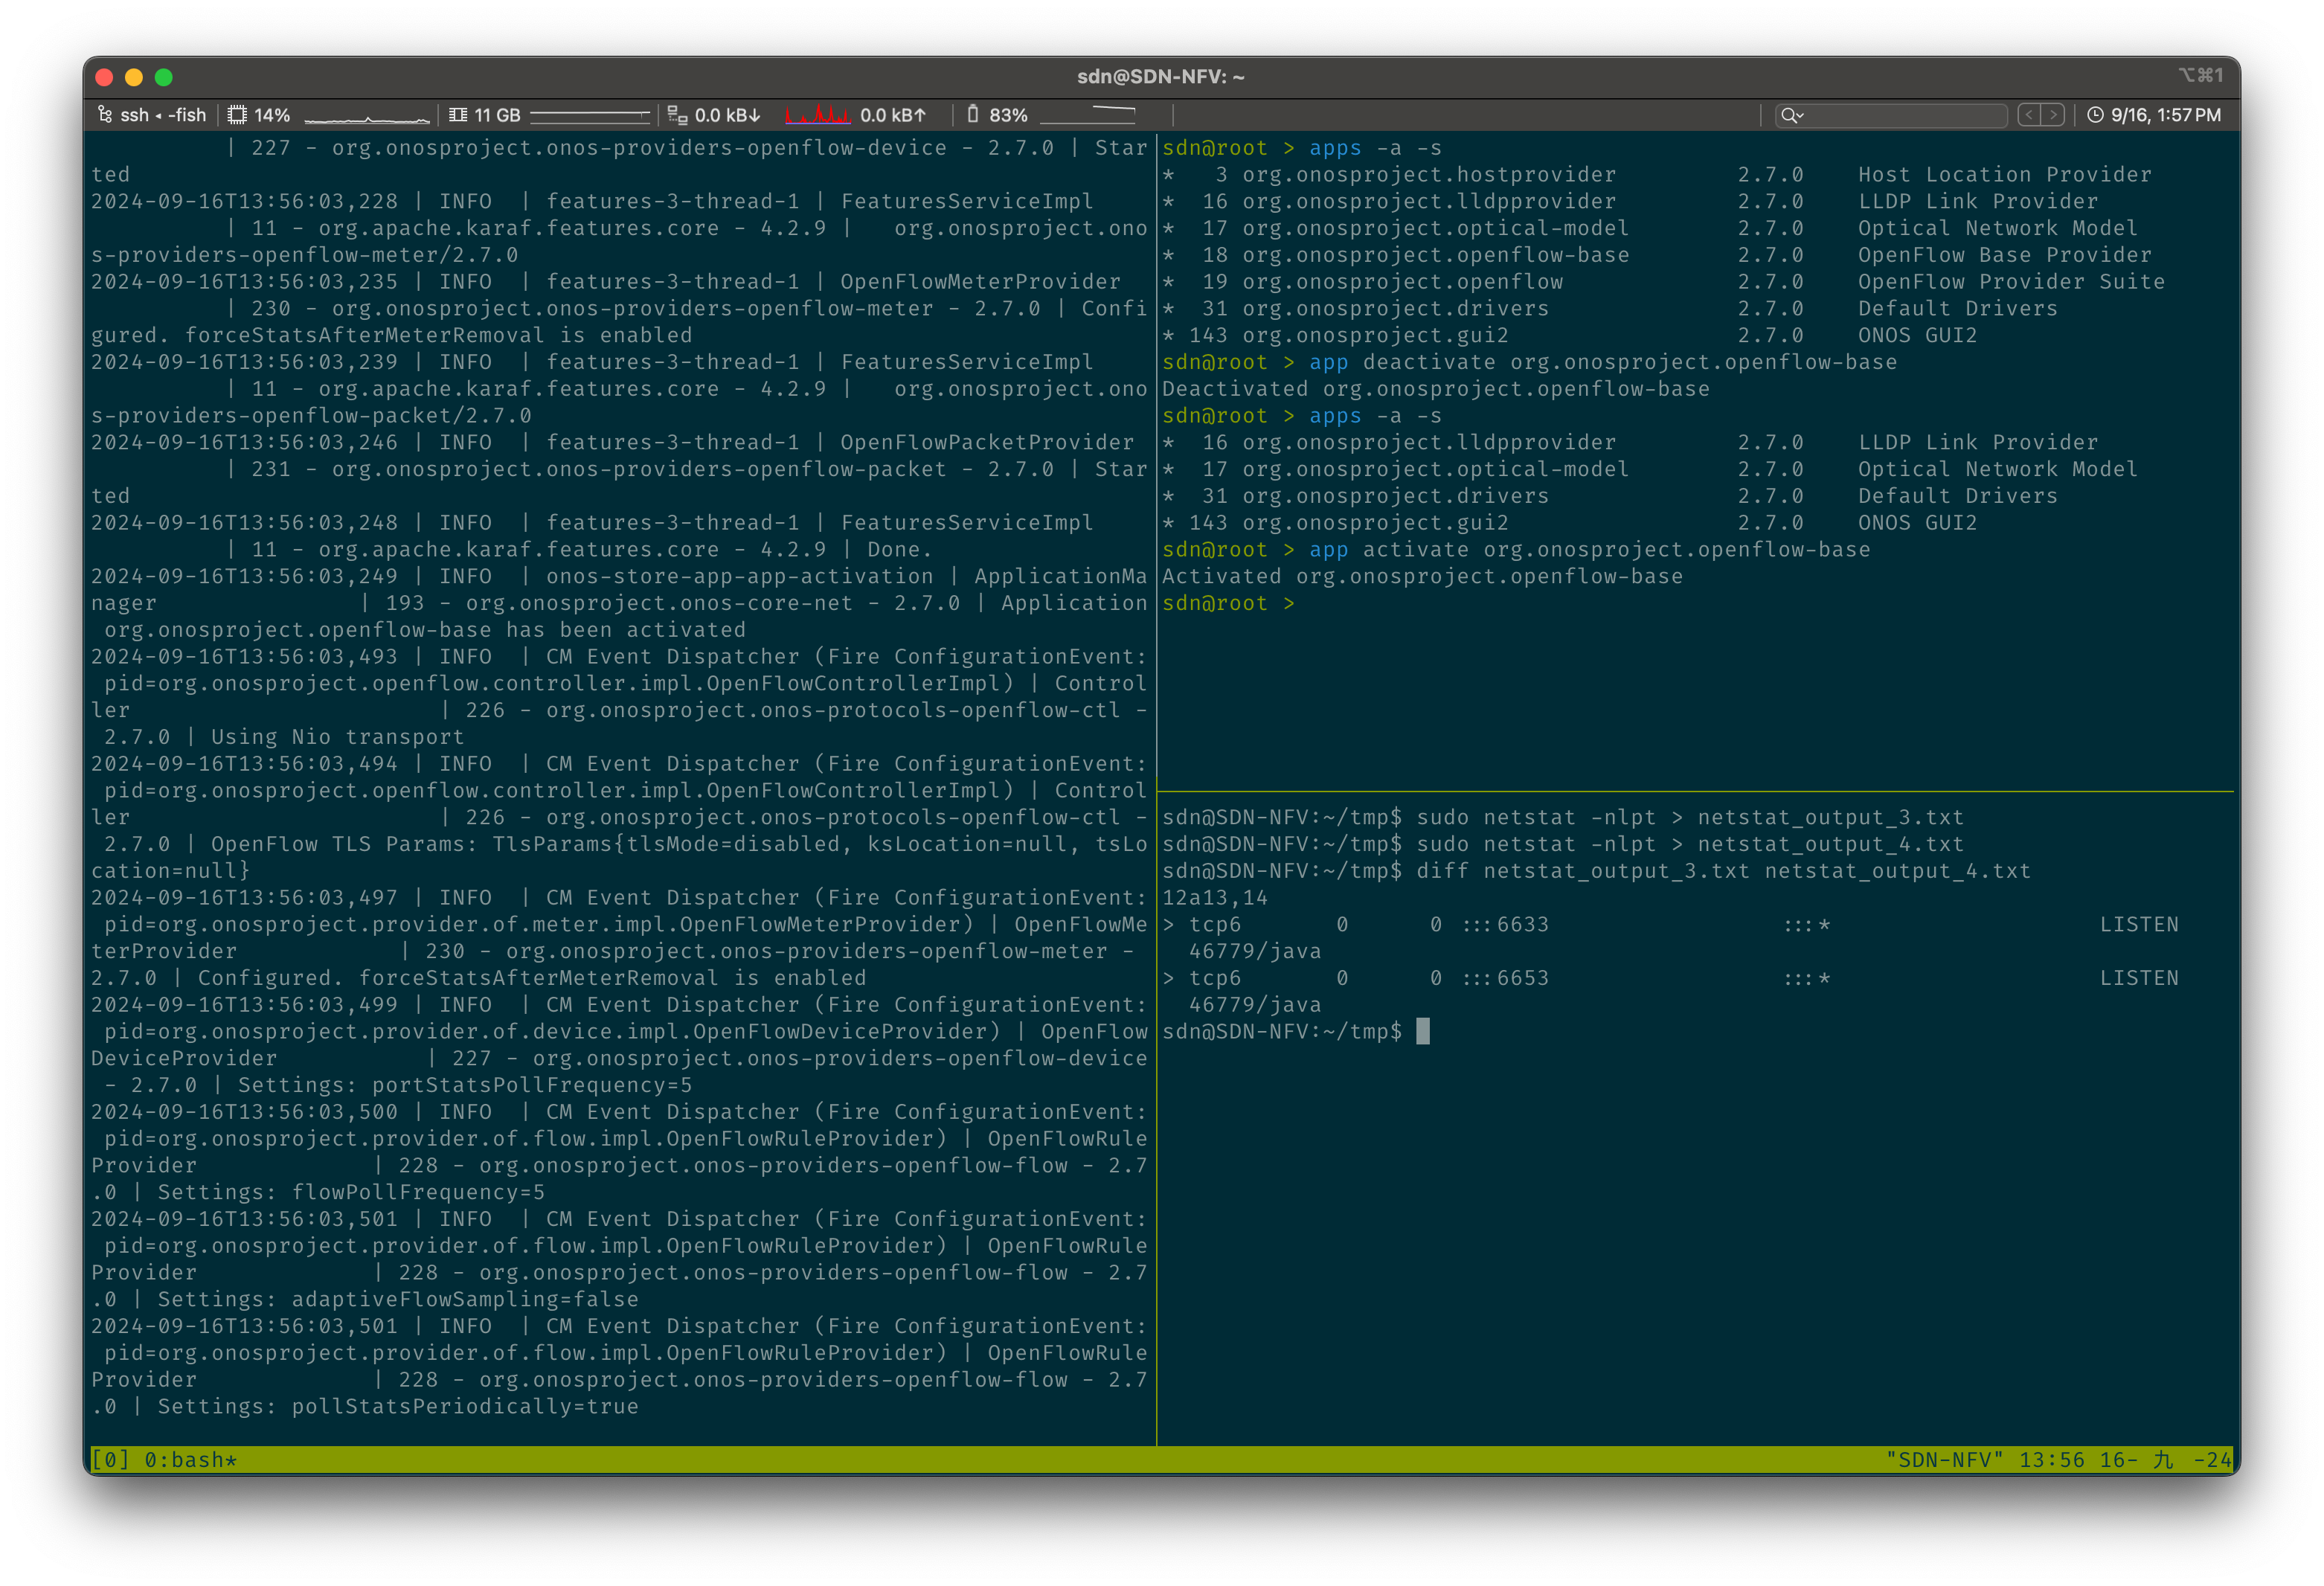 sdn@SDN-NFV: ~
⌥⌘1
ssh ◂ -fish
14%
11 GB
0.0 kB↓
0.0 kB↑
83%
9/16, 1:57 PM
| 227 - org.onosproject.onos-providers-openflow-device - 2.7.0 | Star
ted
2024-09-16T13:56:03,228 | INFO  | features-3-thread-1 | FeaturesServiceImpl
| 11 - org.apache.karaf.features.core - 4.2.9 |   org.onosproject.ono
s-providers-openflow-meter/2.7.0
2024-09-16T13:56:03,235 | INFO  | features-3-thread-1 | OpenFlowMeterProvider
| 230 - org.onosproject.onos-providers-openflow-meter - 2.7.0 | Confi
gured. forceStatsAfterMeterRemoval is enabled
2024-09-16T13:56:03,239 | INFO  | features-3-thread-1 | FeaturesServiceImpl
| 11 - org.apache.karaf.features.core - 4.2.9 |   org.onosproject.ono
s-providers-openflow-packet/2.7.0
2024-09-16T13:56:03,246 | INFO  | features-3-thread-1 | OpenFlowPacketProvider
| 231 - org.onosproject.onos-providers-openflow-packet - 2.7.0 | Star
ted
2024-09-16T13:56:03,248 | INFO  | features-3-thread-1 | FeaturesServiceImpl
| 11 - org.apache.karaf.features.core - 4.2.9 | Done.
2024-09-16T13:56:03,249 | INFO  | onos-store-app-app-activation | ApplicationMa
nager                 | 193 - org.onosproject.onos-core-net - 2.7.0 | Application
org.onosproject.openflow-base has been activated
2024-09-16T13:56:03,493 | INFO  | CM Event Dispatcher (Fire ConfigurationEvent:
pid=org.onosproject.openflow.controller.impl.OpenFlowControllerImpl) | Control
ler                       | 226 - org.onosproject.onos-protocols-openflow-ctl -
2.7.0 | Using Nio transport
2024-09-16T13:56:03,494 | INFO  | CM Event Dispatcher (Fire ConfigurationEvent:
pid=org.onosproject.openflow.controller.impl.OpenFlowControllerImpl) | Control
ler                       | 226 - org.onosproject.onos-protocols-openflow-ctl -
2.7.0 | OpenFlow TLS Params: TlsParams{tlsMode=disabled, ksLocation=null, tsLo
cation=null}
2024-09-16T13:56:03,497 | INFO  | CM Event Dispatcher (Fire ConfigurationEvent:
pid=org.onosproject.provider.of.meter.impl.OpenFlowMeterProvider) | OpenFlowMe
terProvider            | 230 - org.onosproject.onos-providers-openflow-meter -
2.7.0 | Configured. forceStatsAfterMeterRemoval is enabled
2024-09-16T13:56:03,499 | INFO  | CM Event Dispatcher (Fire ConfigurationEvent:
pid=org.onosproject.provider.of.device.impl.OpenFlowDeviceProvider) | OpenFlow
DeviceProvider           | 227 - org.onosproject.onos-providers-openflow-device
- 2.7.0 | Settings: portStatsPollFrequency=5
2024-09-16T13:56:03,500 | INFO  | CM Event Dispatcher (Fire ConfigurationEvent:
pid=org.onosproject.provider.of.flow.impl.OpenFlowRuleProvider) | OpenFlowRule
Provider             | 228 - org.onosproject.onos-providers-openflow-flow - 2.7
.0 | Settings: flowPollFrequency=5
2024-09-16T13:56:03,501 | INFO  | CM Event Dispatcher (Fire ConfigurationEvent:
pid=org.onosproject.provider.of.flow.impl.OpenFlowRuleProvider) | OpenFlowRule
Provider             | 228 - org.onosproject.onos-providers-openflow-flow - 2.7
.0 | Settings: adaptiveFlowSampling=false
2024-09-16T13:56:03,501 | INFO  | CM Event Dispatcher (Fire ConfigurationEvent:
pid=org.onosproject.provider.of.flow.impl.OpenFlowRuleProvider) | OpenFlowRule
Provider             | 228 - org.onosproject.onos-providers-openflow-flow - 2.7
.0 | Settings: pollStatsPeriodically=true
sdn@root > apps -a -s
*   3 org.onosproject.hostprovider         2.7.0    Host Location Provider
*  16 org.onosproject.lldpprovider         2.7.0    LLDP Link Provider
*  17 org.onosproject.optical-model        2.7.0    Optical Network Model
*  18 org.onosproject.openflow-base        2.7.0    OpenFlow Base Provider
*  19 org.onosproject.openflow             2.7.0    OpenFlow Provider Suite
*  31 org.onosproject.drivers              2.7.0    Default Drivers
* 143 org.onosproject.gui2                 2.7.0    ONOS GUI2
sdn@root > app deactivate org.onosproject.openflow-base
Deactivated org.onosproject.openflow-base
sdn@root > apps -a -s
*  16 org.onosproject.lldpprovider         2.7.0    LLDP Link Provider
*  17 org.onosproject.optical-model        2.7.0    Optical Network Model
*  31 org.onosproject.drivers              2.7.0    Default Drivers
* 143 org.onosproject.gui2                 2.7.0    ONOS GUI2
sdn@root > app activate org.onosproject.openflow-base
Activated org.onosproject.openflow-base
sdn@root >
sdn@SDN-NFV:~/tmp$ sudo netstat -nlpt > netstat_output_3.txt
sdn@SDN-NFV:~/tmp$ sudo netstat -nlpt > netstat_output_4.txt
sdn@SDN-NFV:~/tmp$ diff netstat_output_3.txt netstat_output_4.txt
12a13,14
> tcp6       0      0 :::6633                 :::*                    LISTEN
46779/java
> tcp6       0      0 :::6653                 :::*                    LISTEN
46779/java
sdn@SDN-NFV:~/tmp$
[0] 0:bash*
"SDN-NFV" 13:56 16- 九 -24